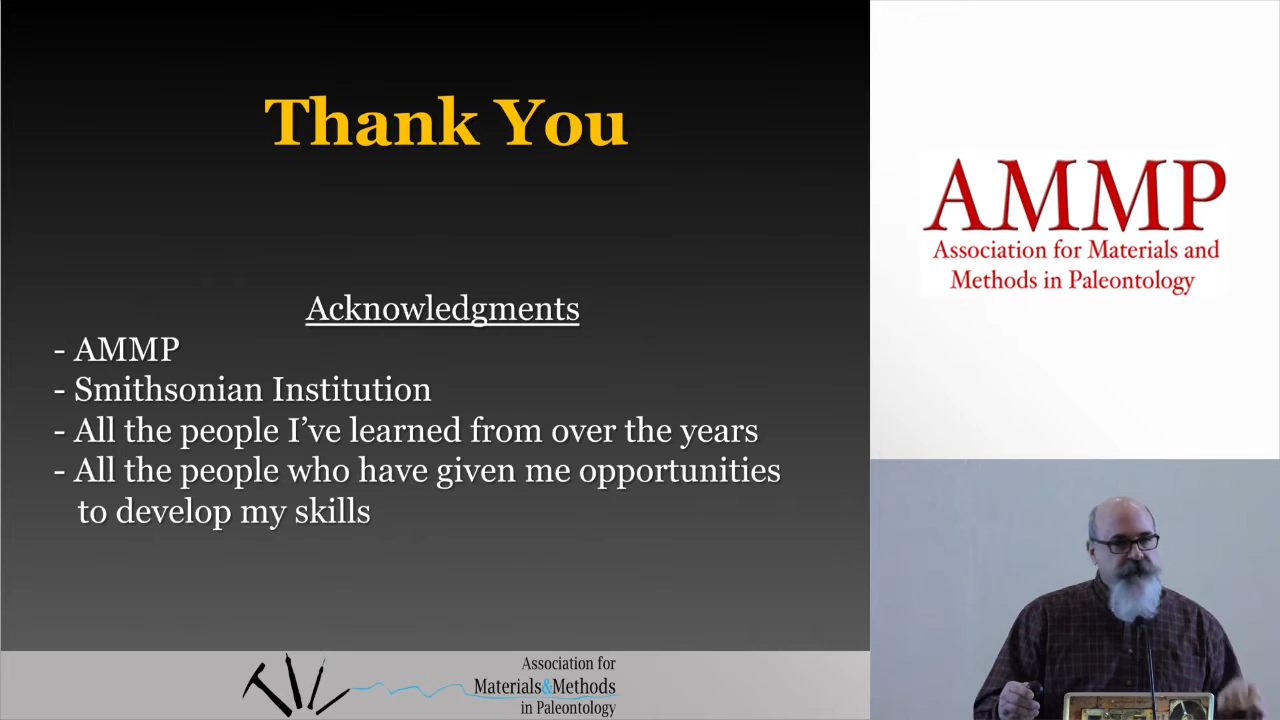 Thank You
Acknowledgments
- AMMP
- Smithsonian Institution
- All the people I’ve learned from over the years
- All the people who have given me opportunities
to develop my skills
Association for
Materials&Methods
in Paleontology
AMMP
Association for Materials and
Methods in Paleontology